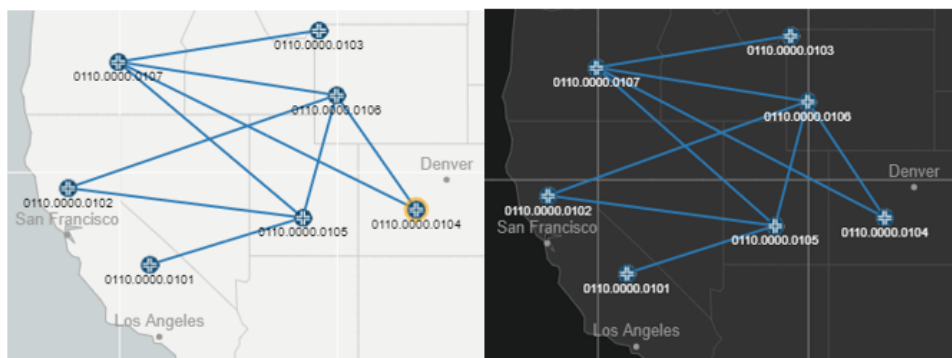 0110.0000.0103
0110.0000.0107
0110.0000.0106
Denver
0110.0000.0102
San Francisco
0110.0000.0105
0110.0000.0104
0110.0000.0101
Los Angeles
0110.0000.0103
0110.0000.0107
0110.0000.0106
Denver
0110.0000.0102
San Francisco
0110.0000.0105
0110.0000.0104
0110.0000.0101
Los Angeles